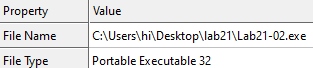 Property Value
File Name C:\Users\hi\Desktop\lab21\Lab21-02.exe
File Type Portable Executable 32